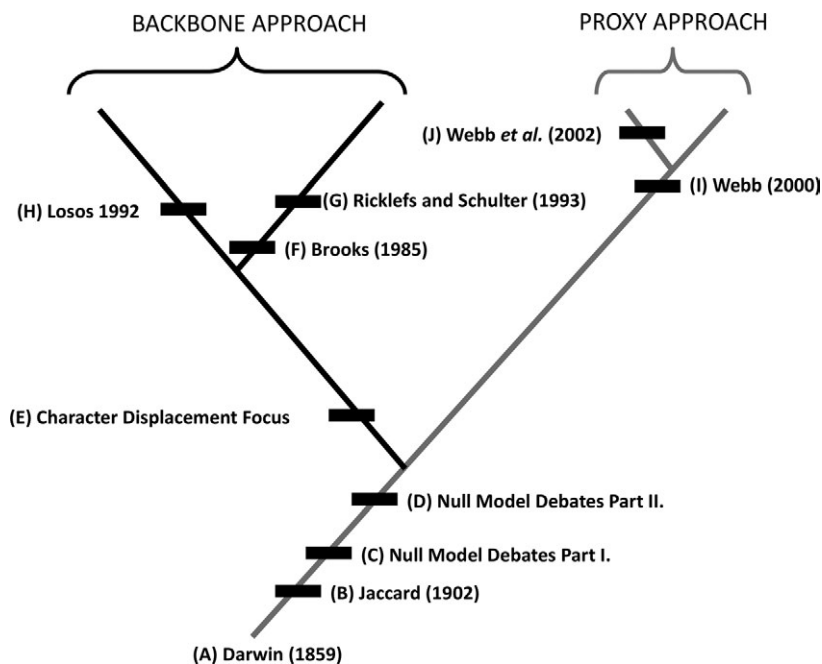 BACKBONE APPROACH
PROXY APPROACH
(J) Webb et al. (2002)
(I) Webb (2000)
(H) Losos 1992
(G) Ricklefs and Schulter (1993)
(F) Brooks (1985)
(E) Character Displacement Focus
(D) Null Model Debates Part II.
(C) Null Model Debates Part I.
(B) Jaccard (1902)
(A) Darwin (1859)